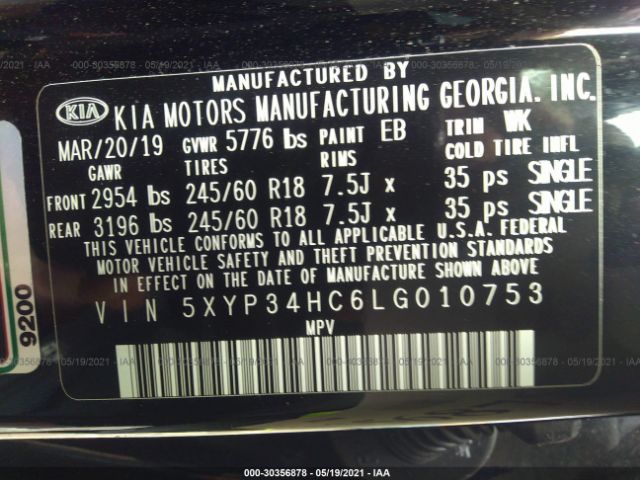 000-30356878 - 05/19/2021 - IAA
MANUFACTURED BY
KIA
KIA MOTORS MANUFACTURING GEORGIA. INC.
MAR/20/19 GVWR 5776 lbs PAINT EB TRIM WK
GAWR TIRES RIMS COLD TIRE INFL
FRONT 2954 lbs 245/60 R18 7.5J x 35 ps SINGLE
REAR 3196 lbs 245/60 R18 7.5J x 35 ps SINGLE
THIS VEHICLE CONFORMS TO ALL APPLICABLE U.S.A. FEDERAL
MOTOR VEHICLE SAFETY AND THEFT PREVENTION STANDARDS
IN EFFECT ON THE DATE OF MANUFACTURE SHOWN ABOVE
VIN 5XYP34HC6LG010753
MPV
9200
000-30356878 - 05/19/2021 - IAA